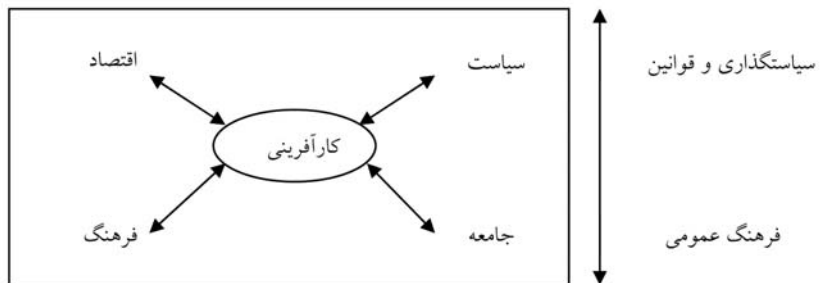 سیاستگذاری و قوانین
سیاست
اقتصاد
کارآفرینی
فرهنگ عمومی
جامعه
فرهنگ